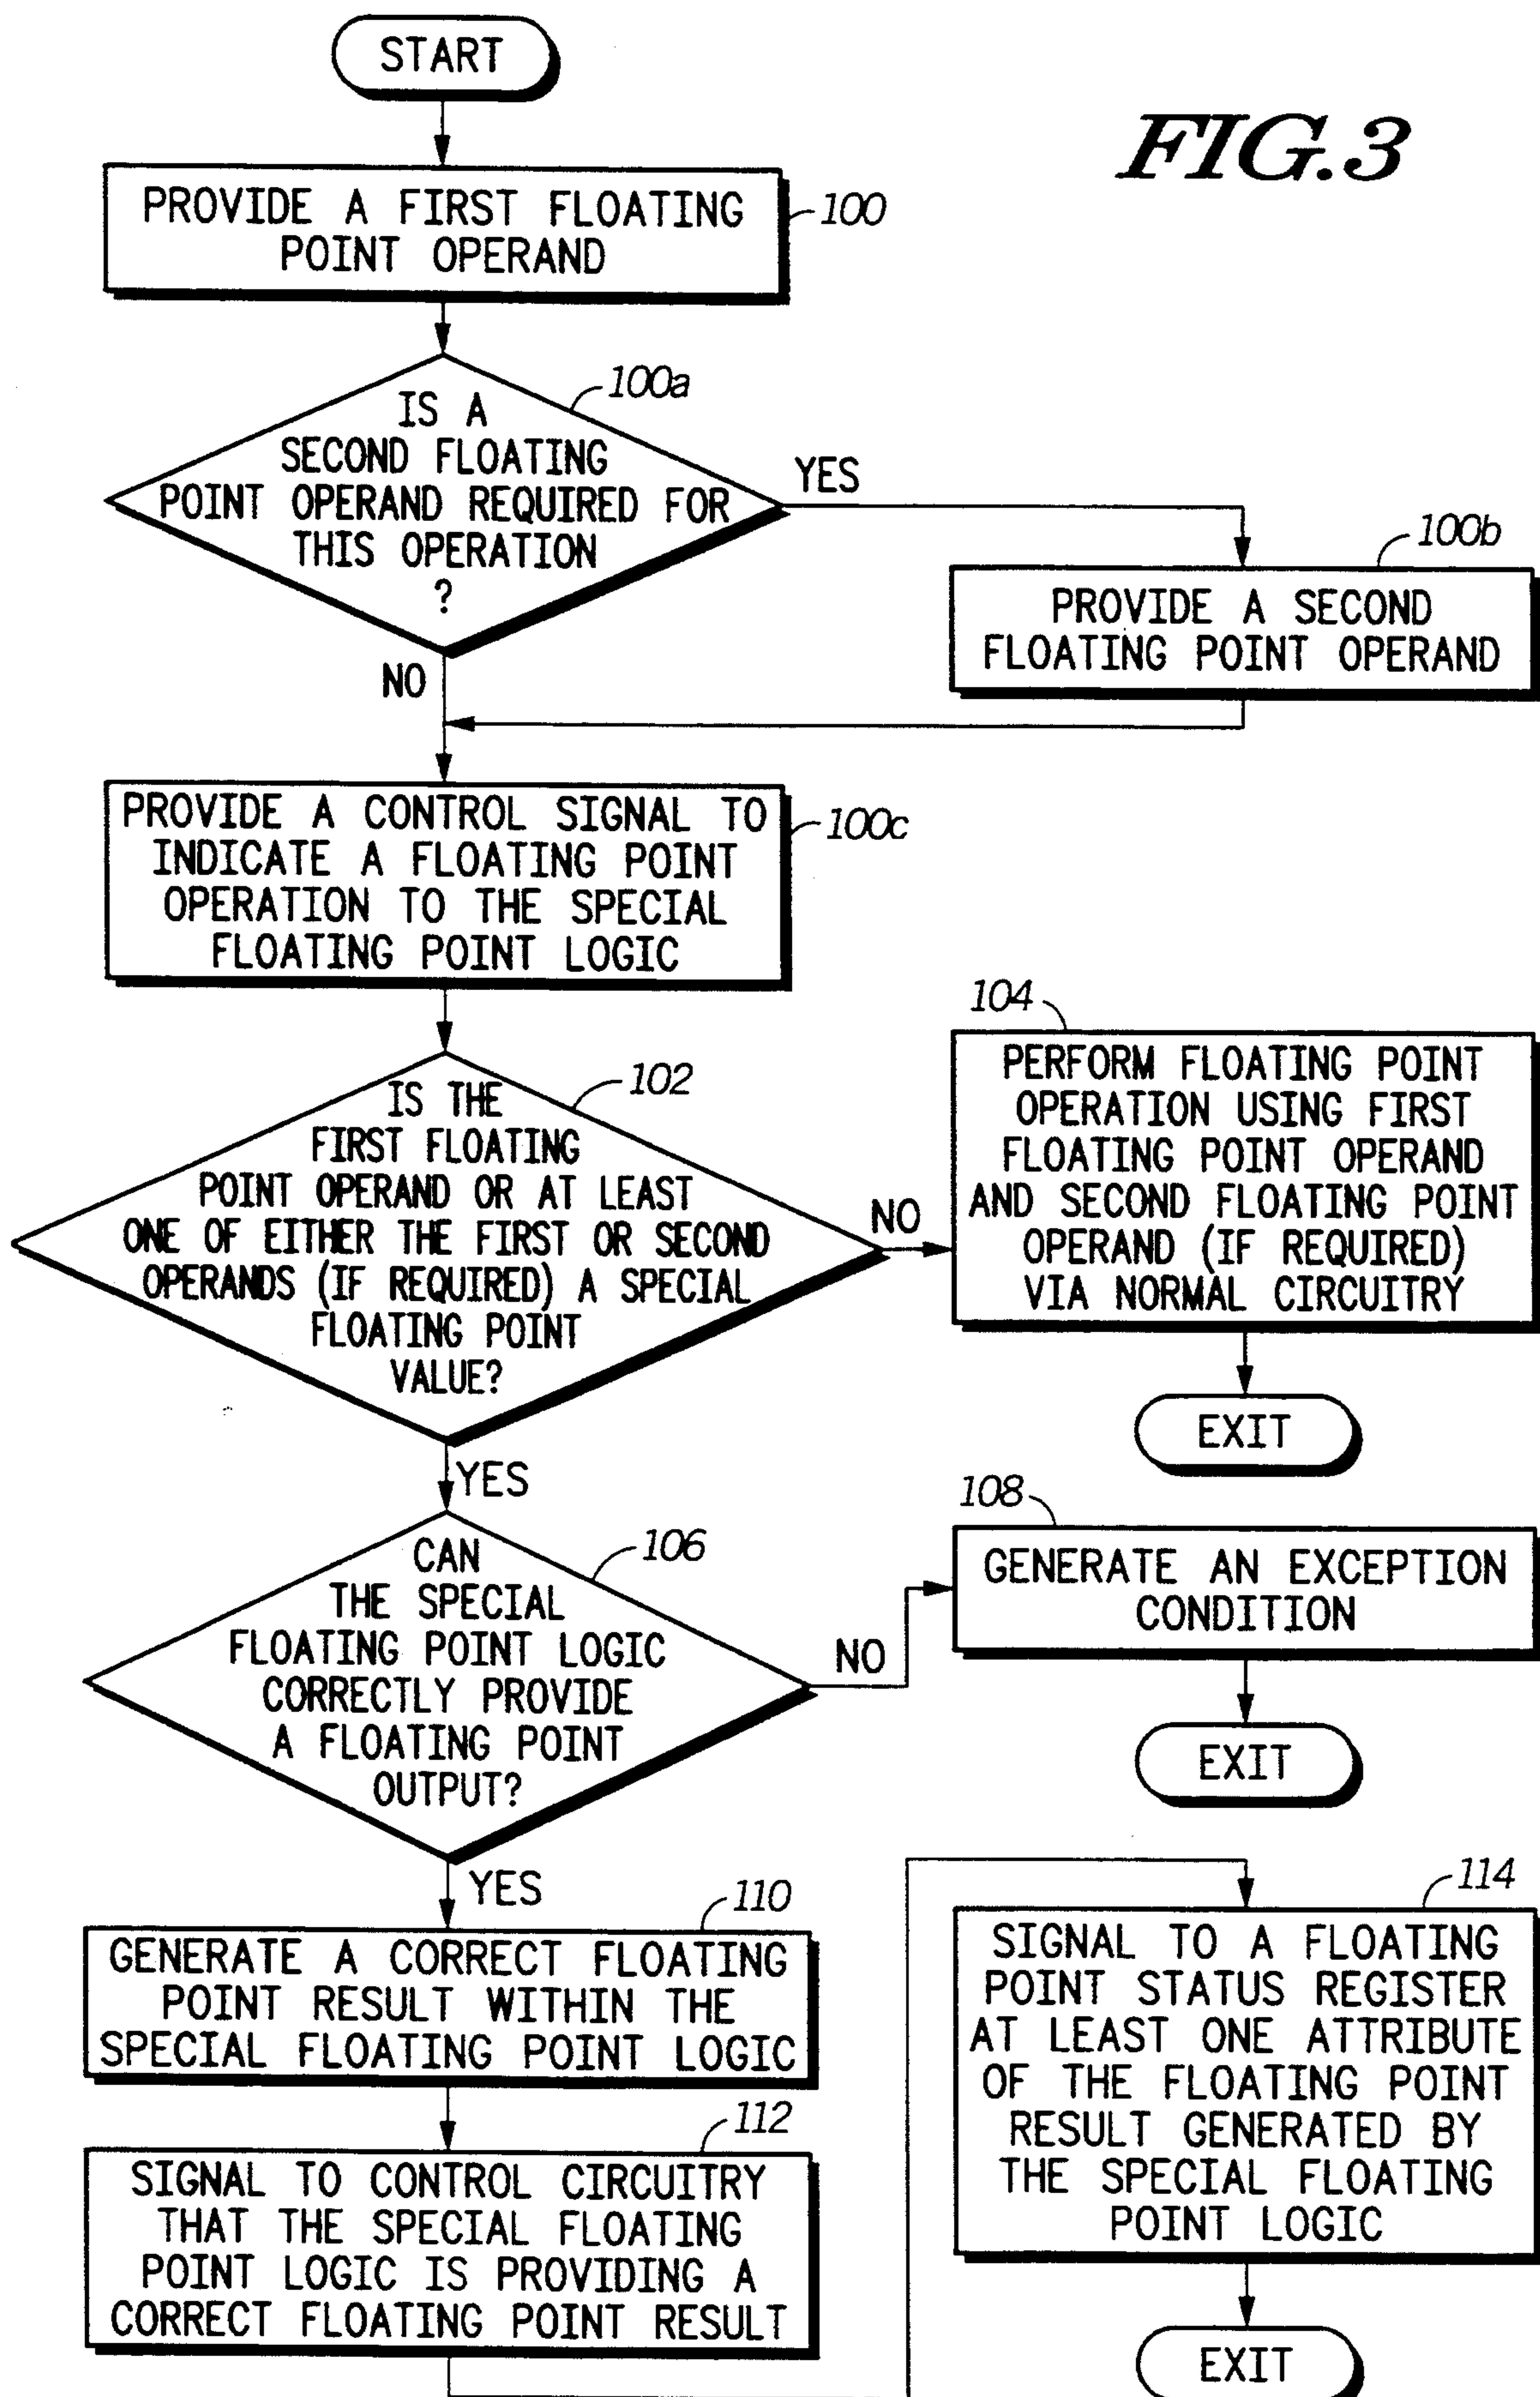 START
FIG.3
PROVIDE A FIRST FLOATING
POINT OPERAND
100
IS A
SECOND FLOATING
POINT OPERAND REQUIRED FOR
THIS OPERATION
?
100a
YES
NO
100b
PROVIDE A SECOND
FLOATING POINT OPERAND
PROVIDE A CONTROL SIGNAL TO
INDICATE A FLOATING POINT
OPERATION TO THE SPECIAL
FLOATING POINT LOGIC
100c
IS THE
FIRST FLOATING
POINT OPERAND OR AT LEAST
ONE OF EITHER THE FIRST OR SECOND
OPERANDS (IF REQUIRED) A SPECIAL
FLOATING POINT
VALUE?
102
NO
YES
104
PERFORM FLOATING POINT
OPERATION USING FIRST
FLOATING POINT OPERAND
AND SECOND FLOATING POINT
OPERAND (IF REQUIRED)
VIA NORMAL CIRCUITRY
EXIT
CAN
THE SPECIAL
FLOATING POINT LOGIC
CORRECTLY PROVIDE
A FLOATING POINT
OUTPUT?
106
NO
YES
108
GENERATE AN EXCEPTION
CONDITION
EXIT
110
GENERATE A CORRECT FLOATING
POINT RESULT WITHIN THE
SPECIAL FLOATING POINT LOGIC
112
SIGNAL TO CONTROL CIRCUITRY
THAT THE SPECIAL FLOATING
POINT LOGIC IS PROVIDING A
CORRECT FLOATING POINT RESULT
114
SIGNAL TO A FLOATING
POINT STATUS REGISTER
AT LEAST ONE ATTRIBUTE
OF THE FLOATING POINT
RESULT GENERATED BY
THE SPECIAL FLOATING
POINT LOGIC
EXIT